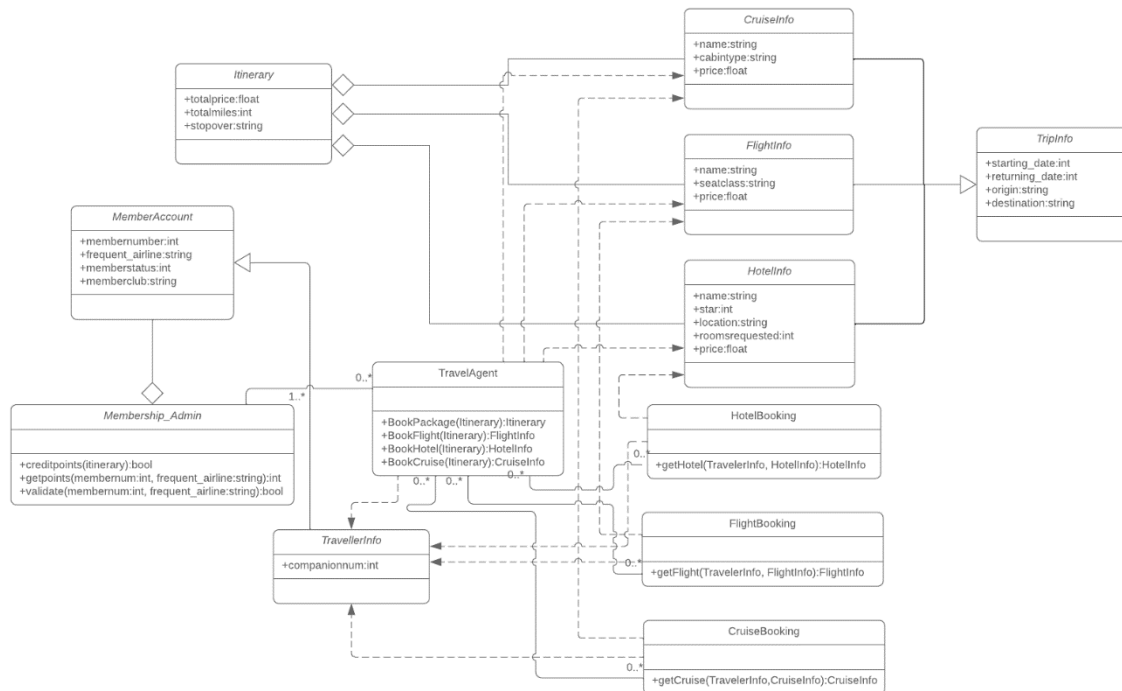 CruiseInfo
+name:string
+cabintype:string
+price:float
Itinerary
+totalprice:float
+totalmiles:int
+stopover:string
FlightInfo
+name:string
+seatclass:string
+price:float
TripInfo
+starting_date:int
+returning_date:int
+origin:string
+destination:string
MemberAccount
+membernumber:int
+frequent_airline:string
+memberstatus:int
+memberclub:string
HotelInfo
+name:string
+star:int
+location:string
+roomsrequested:int
+price:float
TravelAgent
+BookPackage(Itinerary):Itinerary
+BookFlight(Itinerary):FlightInfo
+BookHotel(Itinerary):HotelInfo
+BookCruise(Itinerary):CruiseInfo
0..*
1..*
0..*
0..*
0..*
Membership_Admin
+creditpoints(itinerary):bool
+getpoints(membernum:int, frequent_airline:string):int
+validate(membernum:int, frequent_airline:string):bool
HotelBooking
0..*
+getHotel(TravelerInfo, HotelInfo):HotelInfo
TravellerInfo
+companionnum:int
FlightBooking
0..*
+getFlight(TravelerInfo, FlightInfo):FlightInfo
CruiseBooking
0..*
+getCruise(TravelerInfo,CruiseInfo):CruiseInfo